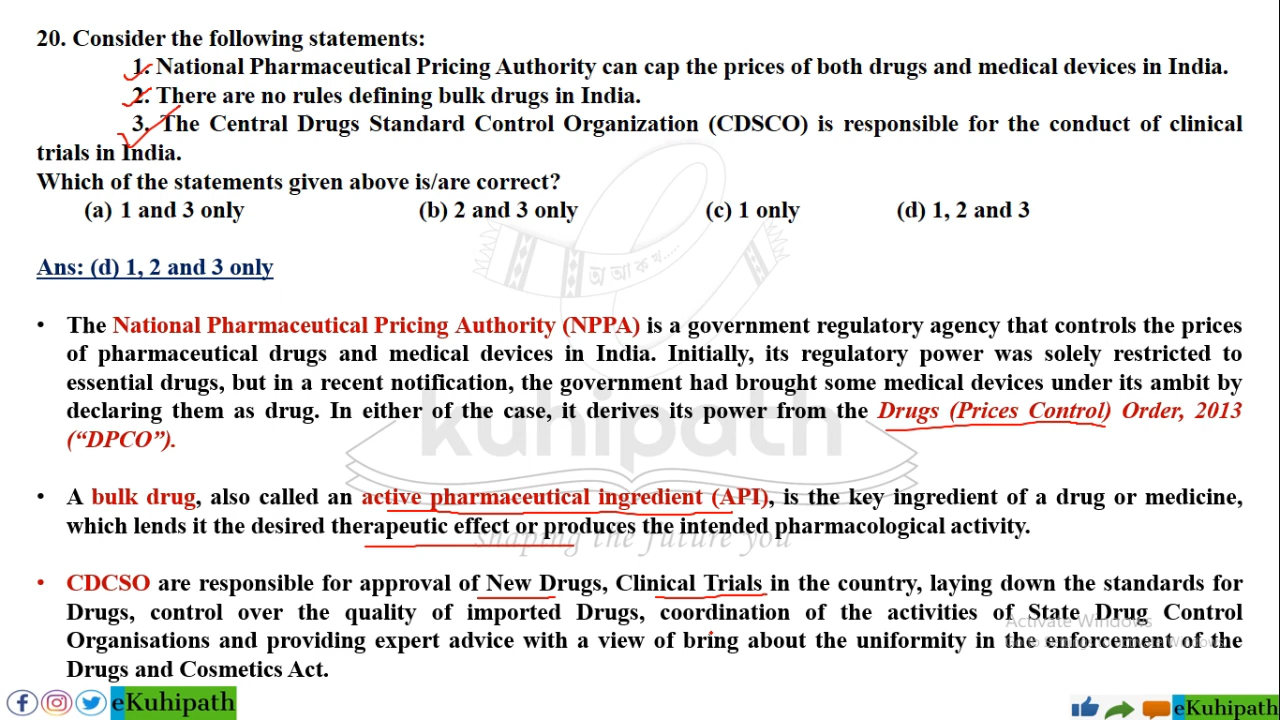 20. Consider the following statements:
1. National Pharmaceutical Pricing Authority can cap the prices of both drugs and medical devices in India.
2. There are no rules defining bulk drugs in India.
3. The Central Drugs Standard Control Organization (CDSCO) is responsible for the conduct of clinical
trials in India.
Which of the statements given above is/are correct?
(a) 1 and 3 only (b) 2 and 3 only (c) 1 only (d) 1, 2 and 3
অ আ ক খ.....
Ans: (d) 1, 2 and 3 only
• The National Pharmaceutical Pricing Authority (NPPA) is a government regulatory agency that controls the prices
of pharmaceutical drugs and medical devices in India. Initially, its regulatory power was solely restricted to
essential drugs, but in a recent notification, the government had brought some medical devices under its ambit by
declaring them as drug. In either of the case, it derives its power from the Drugs (Prices Control) Order, 2013
(“DPCO”).
kuhipath
• A bulk drug, also called an active pharmaceutical ingredient (API), is the key ingredient of a drug or medicine,
which lends it the desired therapeutic effect or produces the intended pharmacological activity.
shaping the future you
• CDCSO are responsible for approval of New Drugs, Clinical Trials in the country, laying down the standards for
Drugs, control over the quality of imported Drugs, coordination of the activities of State Drug Control
Activate Windows
Organisations and providing expert advice with a view of bring about the uniformity in the enforcement of the
Drugs and Cosmetics Act.
eKuhipath
eKuhipath